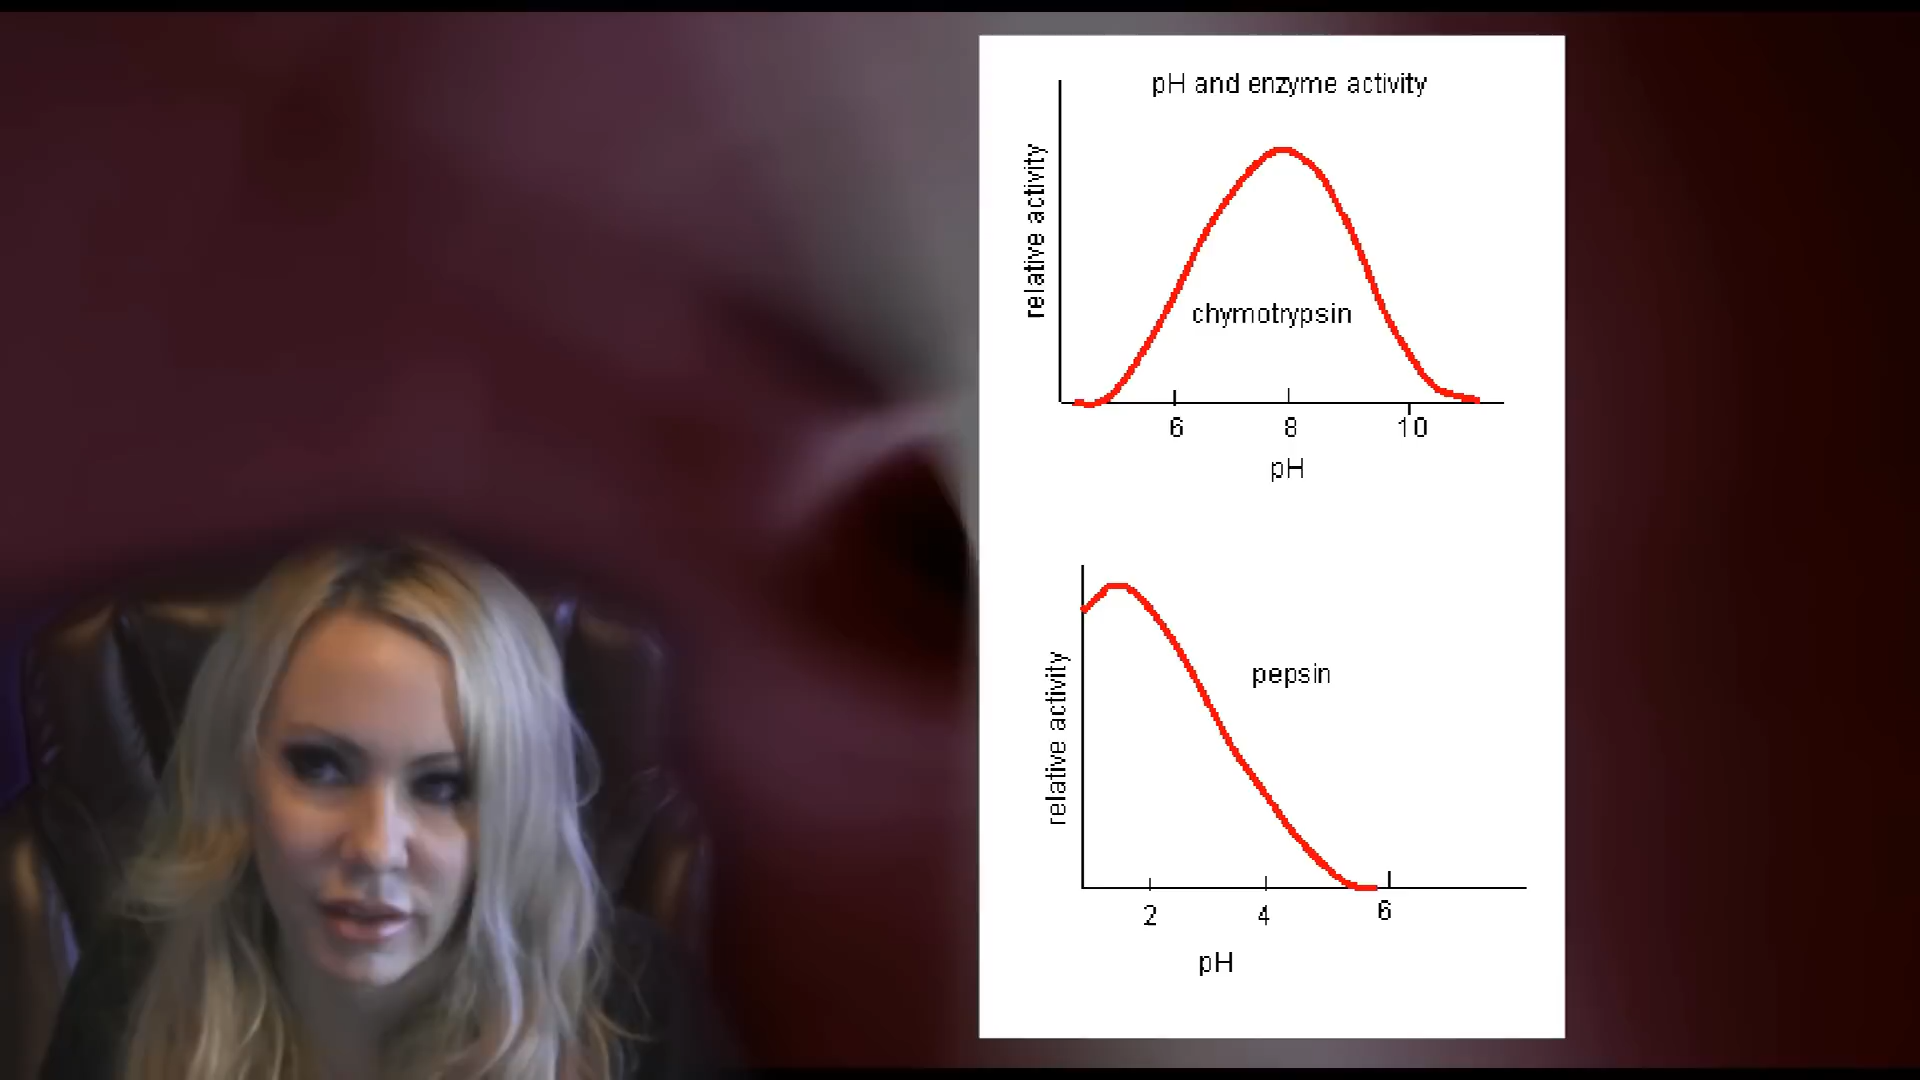 pH and enzyme activity
relative activity
chymotrypsin
6 8 10
pH
relative activity
pepsin
2 4 6
pH